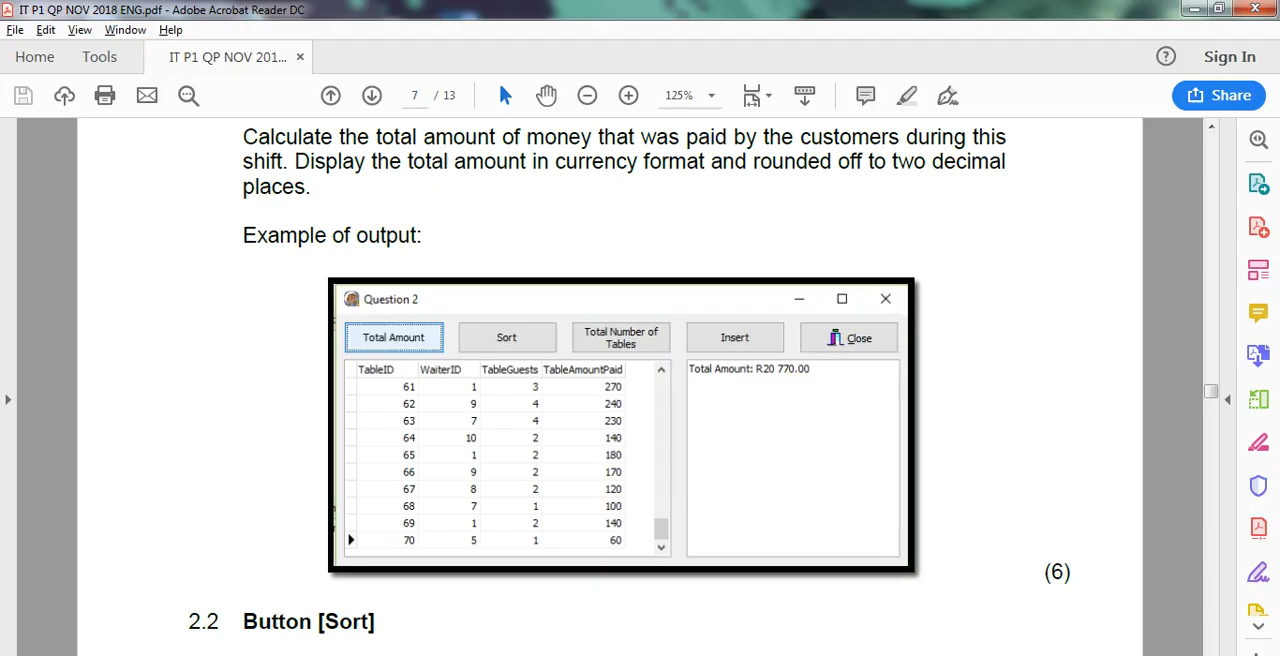 IT P1 QP NOV 2018 ENG.pdf - Adobe Acrobat Reader DC
File Edit View Window Help
Home Tools IT P1 QP NOV 201... × Sign In
7 / 13 125% Share
Calculate the total amount of money that was paid by the customers during this
shift. Display the total amount in currency format and rounded off to two decimal
places.
Example of output:
Question 2
Total Amount Sort Total Number of Tables Insert Close
TableID WaiterID TableGuests TableAmountPaid
61 1 3 270
62 9 4 240
63 7 4 230
64 10 2 140
65 1 2 180
66 9 2 170
67 8 2 120
68 7 1 100
69 1 2 140
70 5 1 60
Total Amount: R20 770.00
(6)
2.2 Button [Sort]